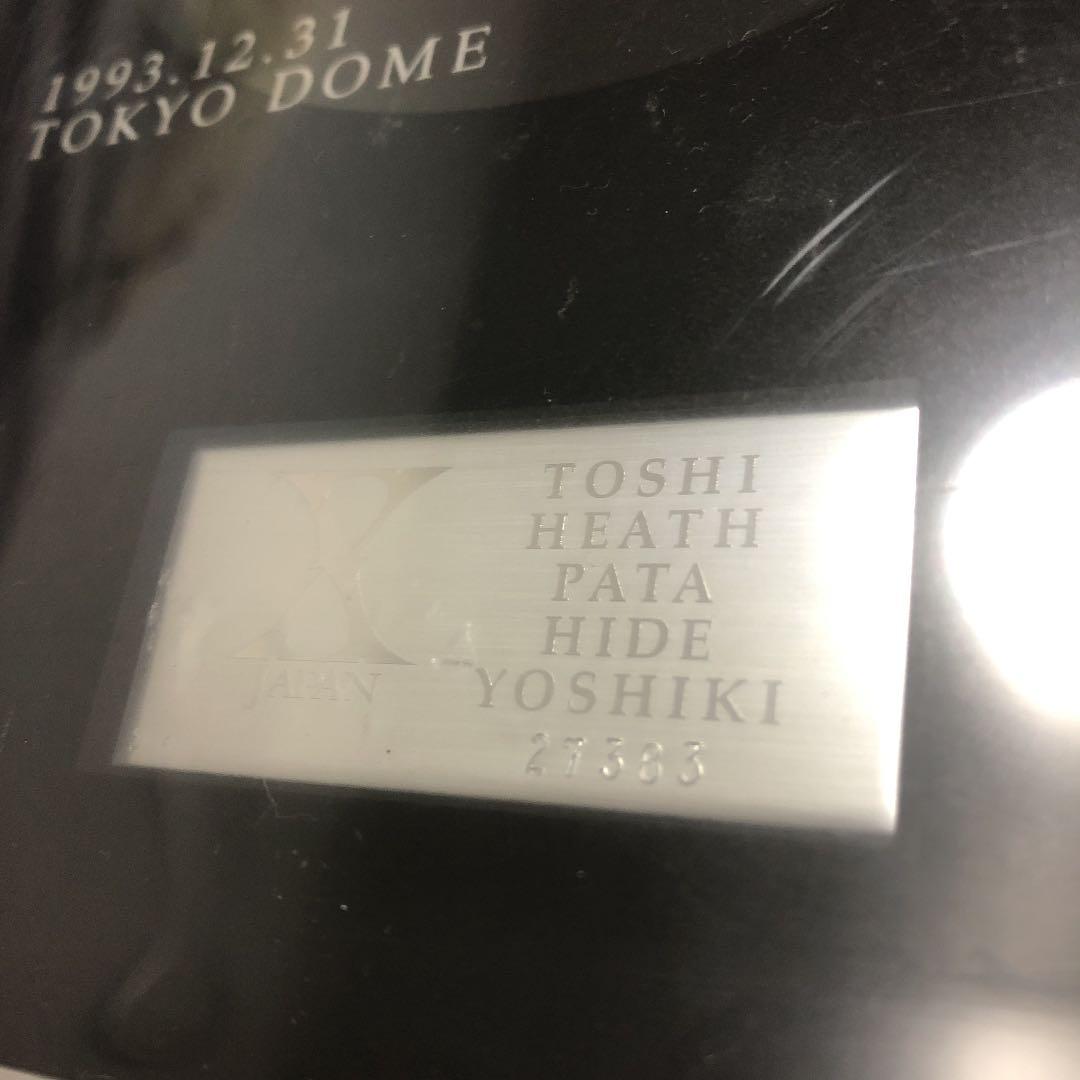 1993.12.31
TOKYO DOME
X
JAPAN
TOSHI
HEATH
PATA
HIDE
YOSHIKI
27383